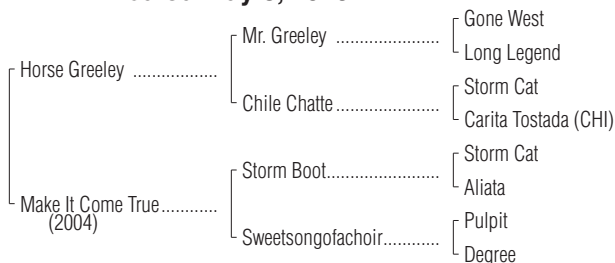 Gone West
Mr. Greeley ....................
Long Legend
Horse Greeley .................
Storm Cat
Chile Chatte....................
Carita Tostada (CHI)
Storm Cat
Storm Boot......................
Aliata
Make It Come True...........
(2004)
Pulpit
Sweetsongofachoir...........
Degree